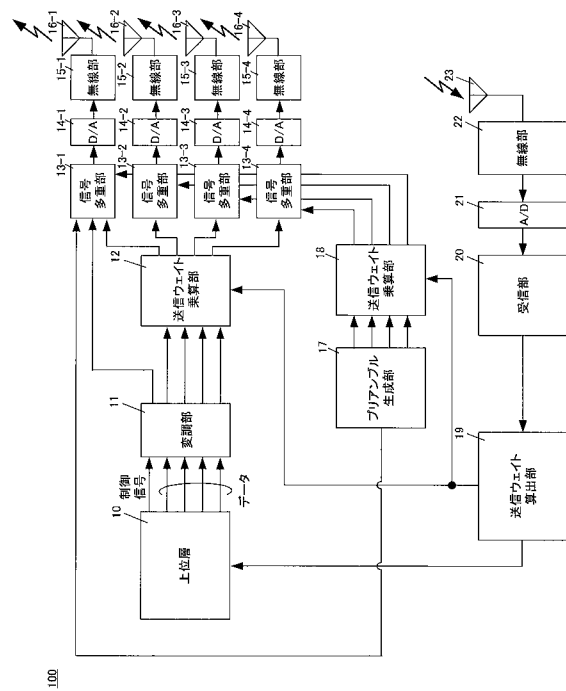 100
10
上位層
制御
信号
データ
11
変調部
12
送信ウェイト
乗算部
13-1
信号
多重部
13-2
信号
多重部
13-3
信号
多重部
13-4
信号
多重部
14-1
D/A
14-2
D/A
14-3
D/A
14-4
D/A
15-1
無線部
15-2
無線部
15-3
無線部
15-4
無線部
16-1
16-2
16-3
16-4
17
プリアンブル
生成部
18
送信ウェイト
乗算部
19
送信ウェイト
算出部
20
受信部
21
A/D
22
無線部
23